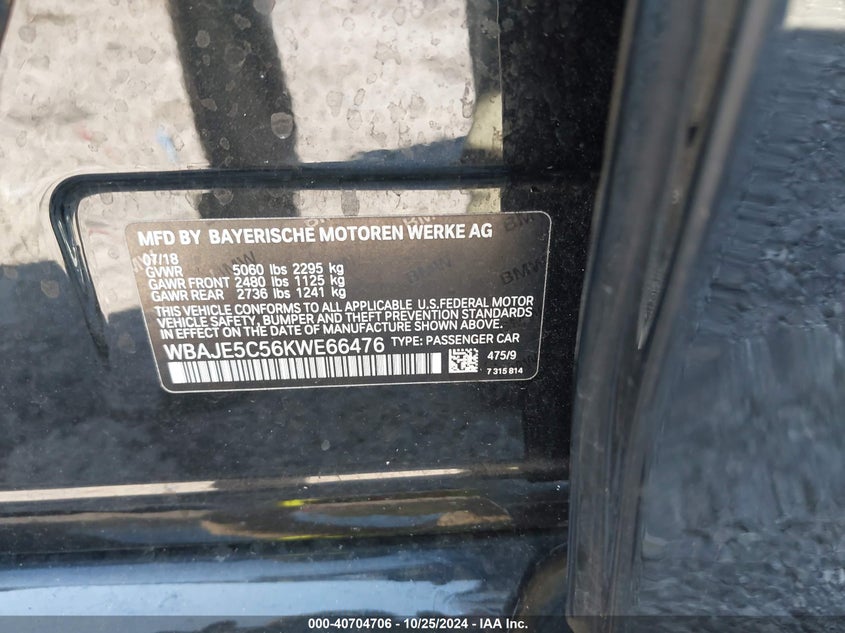 MFD BY BAYERISCHE MOTOREN WERKE AG
07/18
GVWR 5060 lbs 2295 kg
GAWR FRONT 2480 lbs 1125 kg
GAWR REAR 2736 lbs 1241 kg
THIS VEHICLE CONFORMS TO ALL APPLICABLE U.S.FEDERAL MOTOR
VEHICLE SAFETY, BUMPER AND THEFT PREVENTION STANDARDS
IN EFFECT ON THE DATE OF MANUFACTURE SHOWN ABOVE.
WBAJE5C56KWE66476 TYPE: PASSENGER CAR
475/9
7 315 814
BMW
BMW
BMW
000-40704706 - 10/25/2024 - IAA Inc.